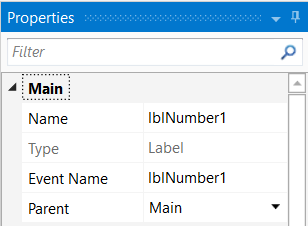 Properties
Filter
Main
Name lblNumber1
Type Label
Event Name lblNumber1
Parent Main